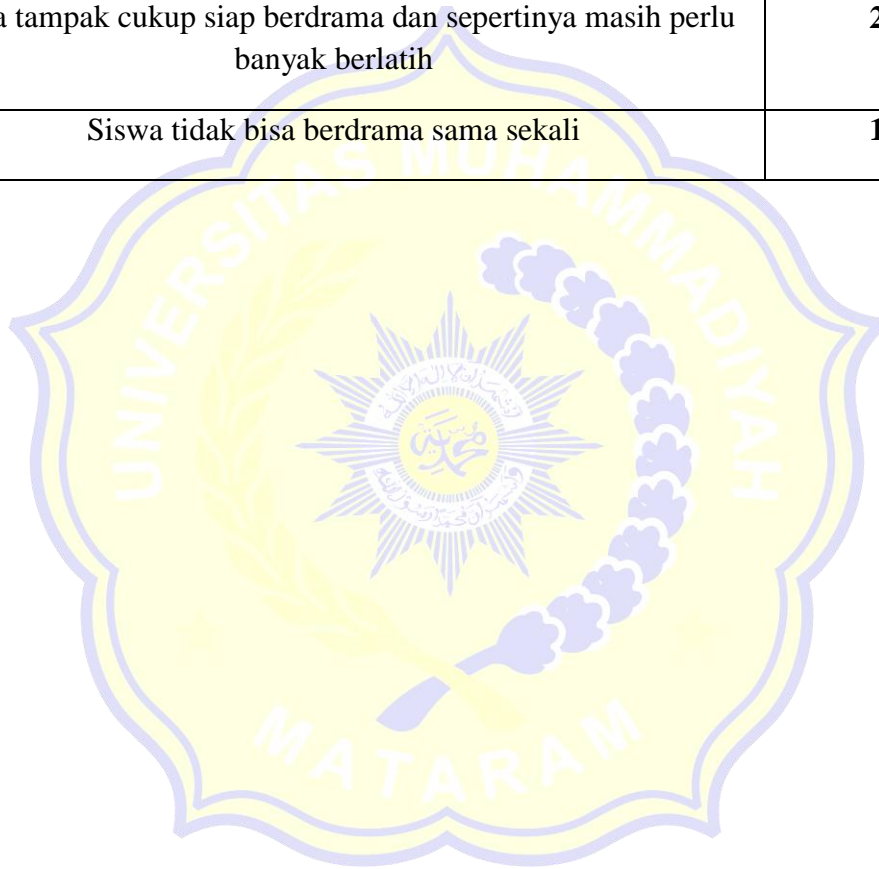 a tampak cukup siap berdrama dan sepertinya masih perlu 2
banyak berlatih
Siswa tidak bisa berdrama sama sekali 1
UNIVERSITAS MUHAMMADIYAH
MATARAM